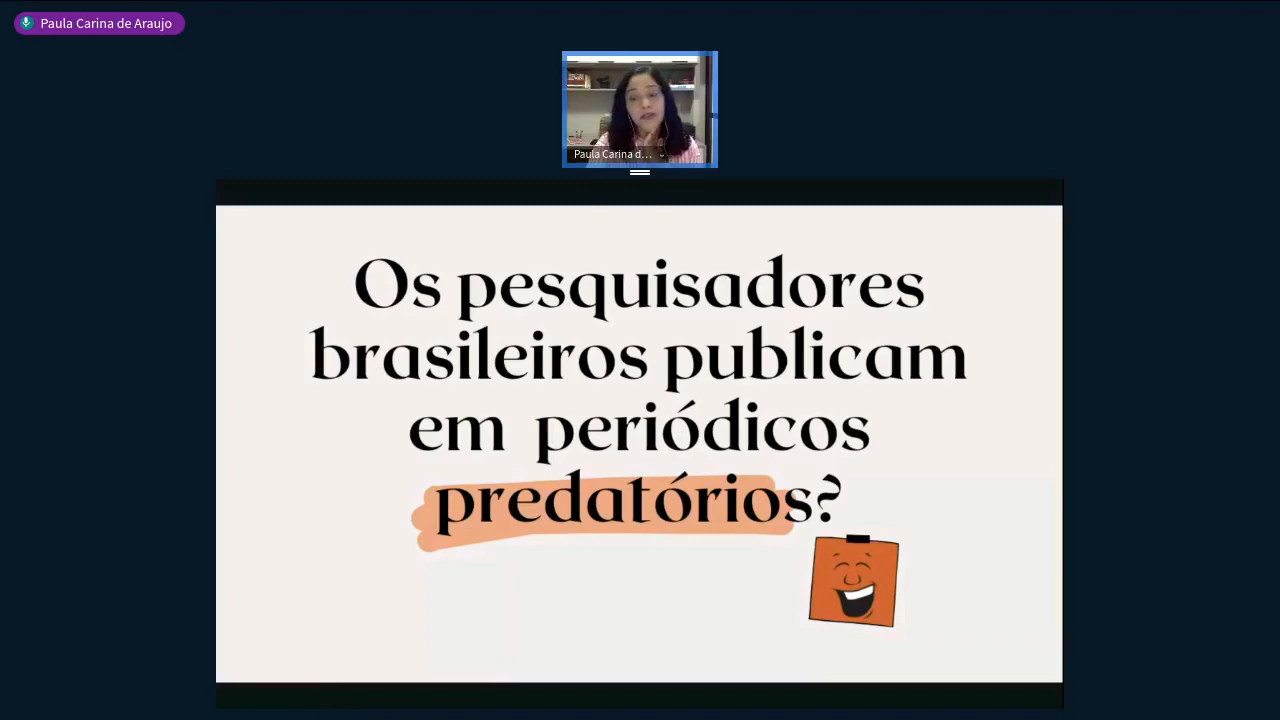 Paula Carina de Araujo
Paula Carina d...
Os pesquisadores
brasileiros publicam
em periódicos
predatórios?